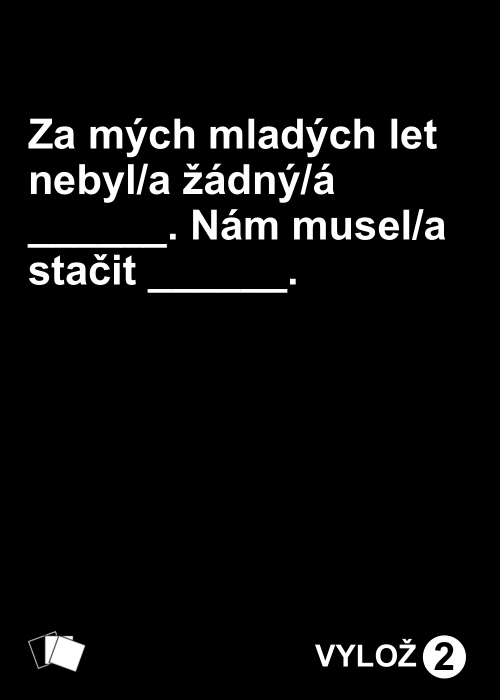 Za mých mladých let
nebyl/a žádný/á
______. Nám musel/a
stačit ______.
VYLOŽ 2